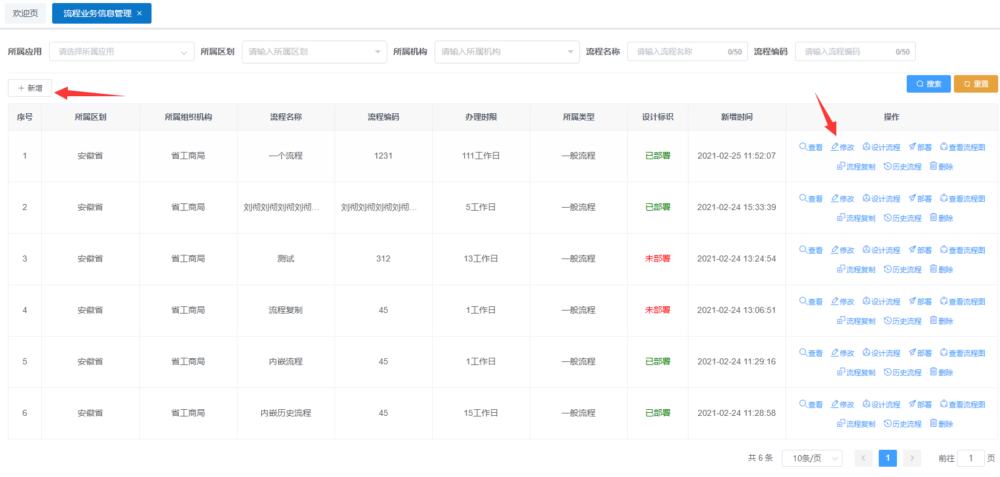 欢迎页 流程业务信息管理 ×
所属应用 请选择所属应用 所属区划 请输入所属区划 所属机构 请输入所属机构 流程名称 请输入流程名称 0/50 流程编码 请输入流程编码 0/50
+ 新增 搜索 重置
序号 所属区划 所属组织机构 流程名称 流程编码 办理时限 所属类型 设计标识 新增时间 操作
1 安徽省 省工商局 一个流程 1231 111工作日 一般流程 已部署 2021-02-25 11:52:07 查看 修改 设计流程 部署 查看流程图
流程复制 历史流程 删除
2 安徽省 省工商局 刘彻刘彻刘彻刘彻... 刘彻刘彻刘彻刘彻... 5工作日 一般流程 已部署 2021-02-24 15:33:39 查看 修改 设计流程 部署 查看流程图
流程复制 历史流程 删除
3 安徽省 省工商局 测试 312 13工作日 一般流程 未部署 2021-02-24 13:24:54 查看 修改 设计流程 部署 查看流程图
流程复制 历史流程 删除
4 安徽省 省工商局 流程复制 45 1工作日 一般流程 未部署 2021-02-24 13:06:51 查看 修改 设计流程 部署 查看流程图
流程复制 历史流程 删除
5 安徽省 省工商局 内嵌流程 45 1工作日 一般流程 已部署 2021-02-24 11:29:16 查看 修改 设计流程 部署 查看流程图
流程复制 历史流程 删除
6 安徽省 省工商局 内嵌历史流程 45 15工作日 一般流程 已部署 2021-02-24 11:28:58 查看 修改 设计流程 部署 查看流程图
流程复制 历史流程 删除
共 6 条 10条/页 1 前往 1 页